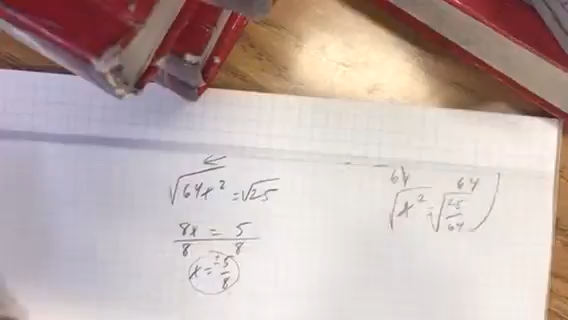 √64x² = √25
8x = 5
8 8
x = ± 5/8
64 64
√x² = √25/64